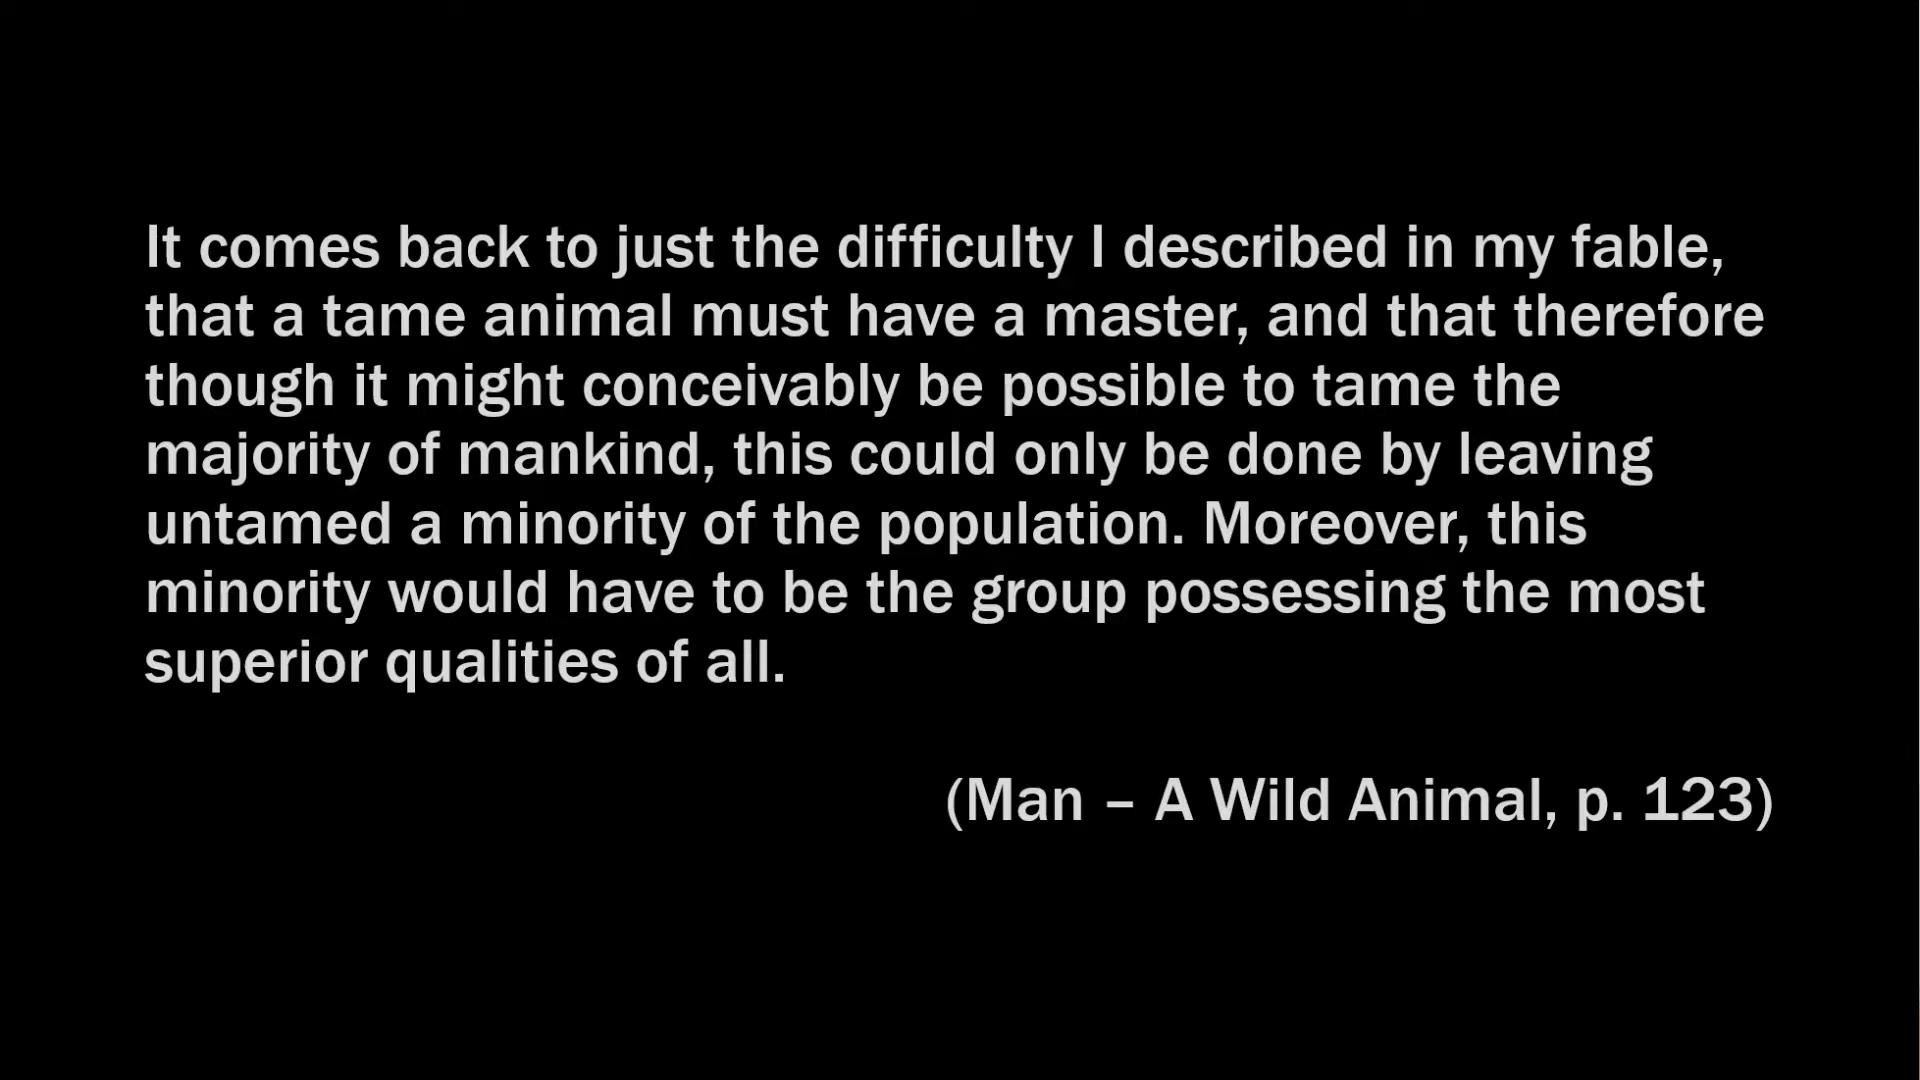 It comes back to just the difficulty I described in my fable,
that a tame animal must have a master, and that therefore
though it might conceivably be possible to tame the
majority of mankind, this could only be done by leaving
untamed a minority of the population. Moreover, this
minority would have to be the group possessing the most
superior qualities of all.
(Man – A Wild Animal, p. 123)